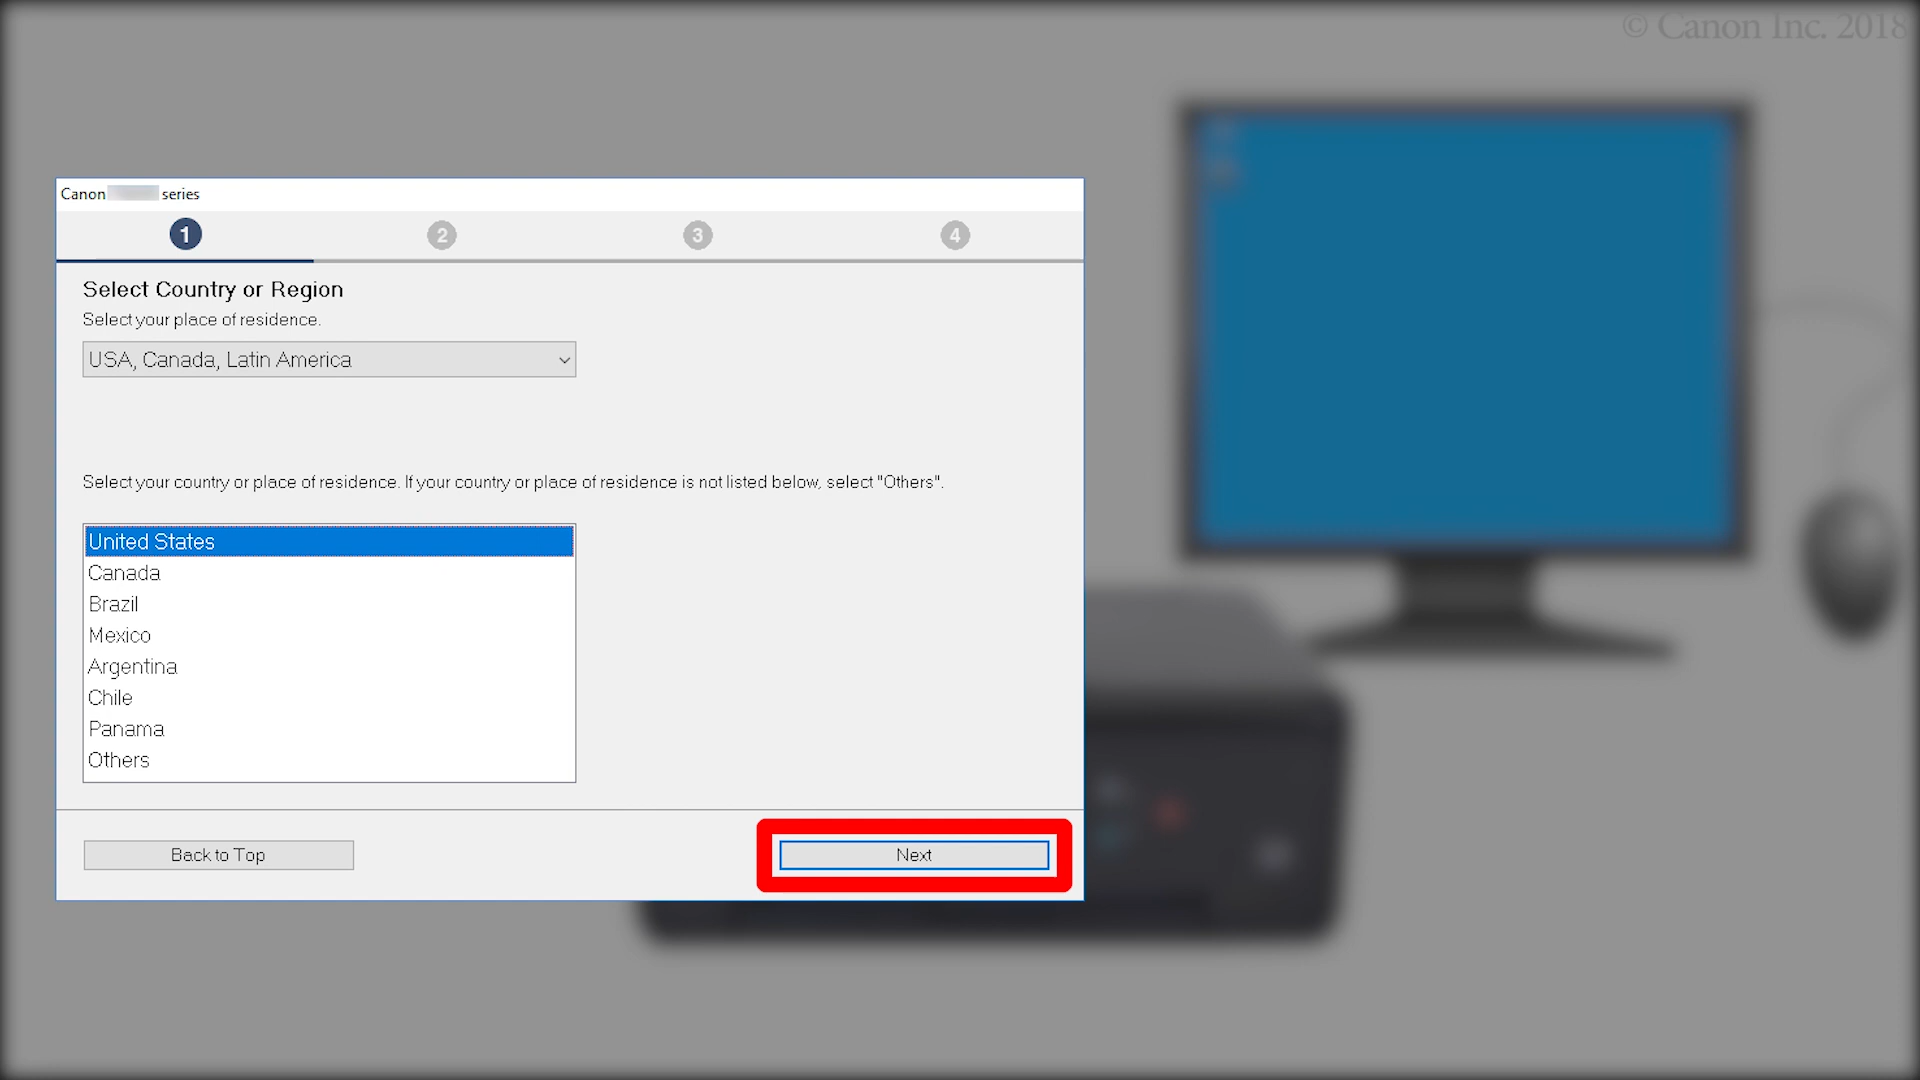 © Canon Inc. 2018
Canon series
1 2 3 4
Select Country or Region
Select your place of residence.
USA, Canada, Latin America
Select your country or place of residence. If your country or place of residence is not listed below, select "Others".
United States
Canada
Brazil
Mexico
Argentina
Chile
Panama
Others
Back to Top Next